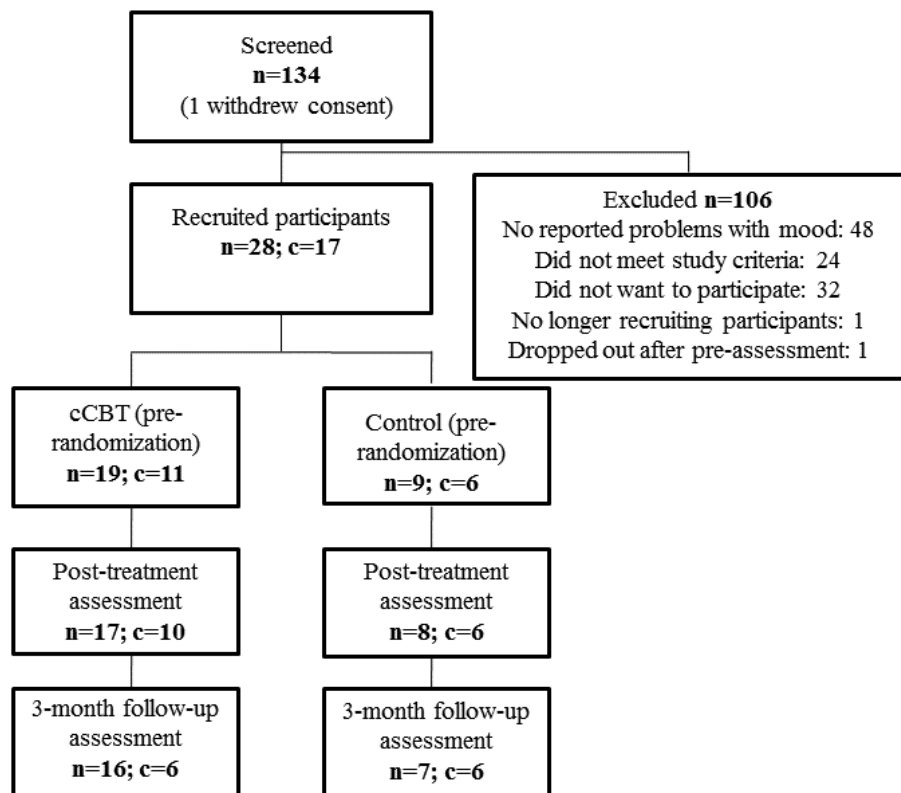 Screened
n=134
(1 withdrew consent)
Recruited participants
n=28; c=17
Excluded n=106
No reported problems with mood: 48
Did not meet study criteria: 24
Did not want to participate: 32
No longer recruiting participants: 1
Dropped out after pre-assessment: 1
cCBT (pre-
randomization)
n=19; c=11
Control (pre-
randomization)
n=9; c=6
Post-treatment
assessment
n=17; c=10
Post-treatment
assessment
n=8; c=6
3-month follow-up
assessment
n=16; c=6
3-month follow-up
assessment
n=7; c=6